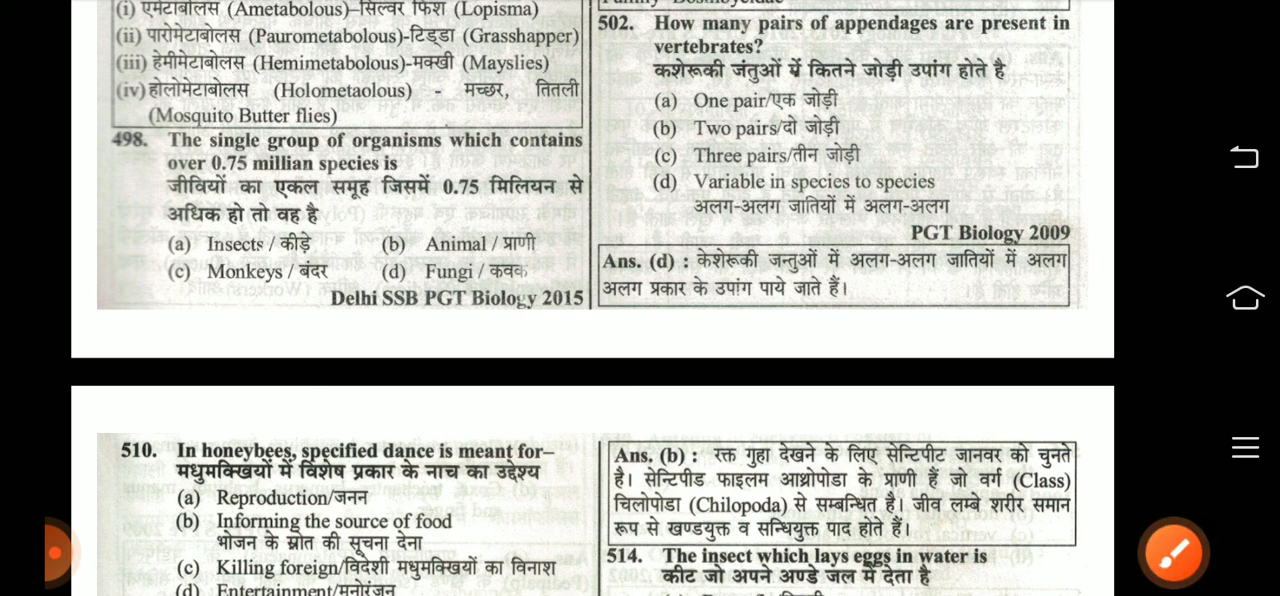 (i) एमेटाबोलस (Ametabolous)–सिल्वर फिश (Lopisma)
(ii) पारोमेटाबोलस (Paurometabolous)-टिड्डा (Grasshapper)
(iii) हेमीमेटाबोलस (Hemimetabolous)-मक्खी (Mayslies)
(iv) होलोमेटाबोलस (Holometaolous) - मच्छर, तितली
(Mosquito Butter flies)
498. The single group of organisms which contains
over 0.75 millian species is
जीवियों का एकल समूह जिसमें 0.75 मिलियन से
अधिक हो तो वह है
(a) Insects / कीड़े (b) Animal / प्राणी
(c) Monkeys / बंदर (d) Fungi / कवक
Delhi SSB PGT Biology 2015
502. How many pairs of appendages are present in
vertebrates?
कशेरूकी जंतुओं में कितने जोड़ी उपांग होते है
(a) One pair/एक जोड़ी
(b) Two pairs/दो जोड़ी
(c) Three pairs/तीन जोड़ी
(d) Variable in species to species
अलग-अलग जातियों में अलग-अलग
PGT Biology 2009
Ans. (d) : केशेरूकी जन्तुओं में अलग-अलग जातियों में अलग
अलग प्रकार के उपांग पाये जाते हैं।
510. In honeybees, specified dance is meant for–
मधुमक्खियों में विशेष प्रकार के नाच का उद्देश्य
(a) Reproduction/जनन
(b) Informing the source of food
भोजन के स्रोत की सूचना देना
(c) Killing foreign/विदेशी मधुमक्खियों का विनाश
(d) Entertainment/मनोरंजन
Ans. (b) : रक्त गुहा देखने के लिए सेन्टिपीट जानवर को चुनते
है। सेन्टिपीड फाइलम आथ्रोपोडा के प्राणी हैं जो वर्ग (Class)
चिलोपोडा (Chilopoda) से सम्बन्धित है। जीव लम्बे शरीर समान
रूप से खण्डयुक्त व सन्धियुक्त पाद होते हैं।
514. The insect which lays eggs in water is
कीट जो अपने अण्डे जल में देता है